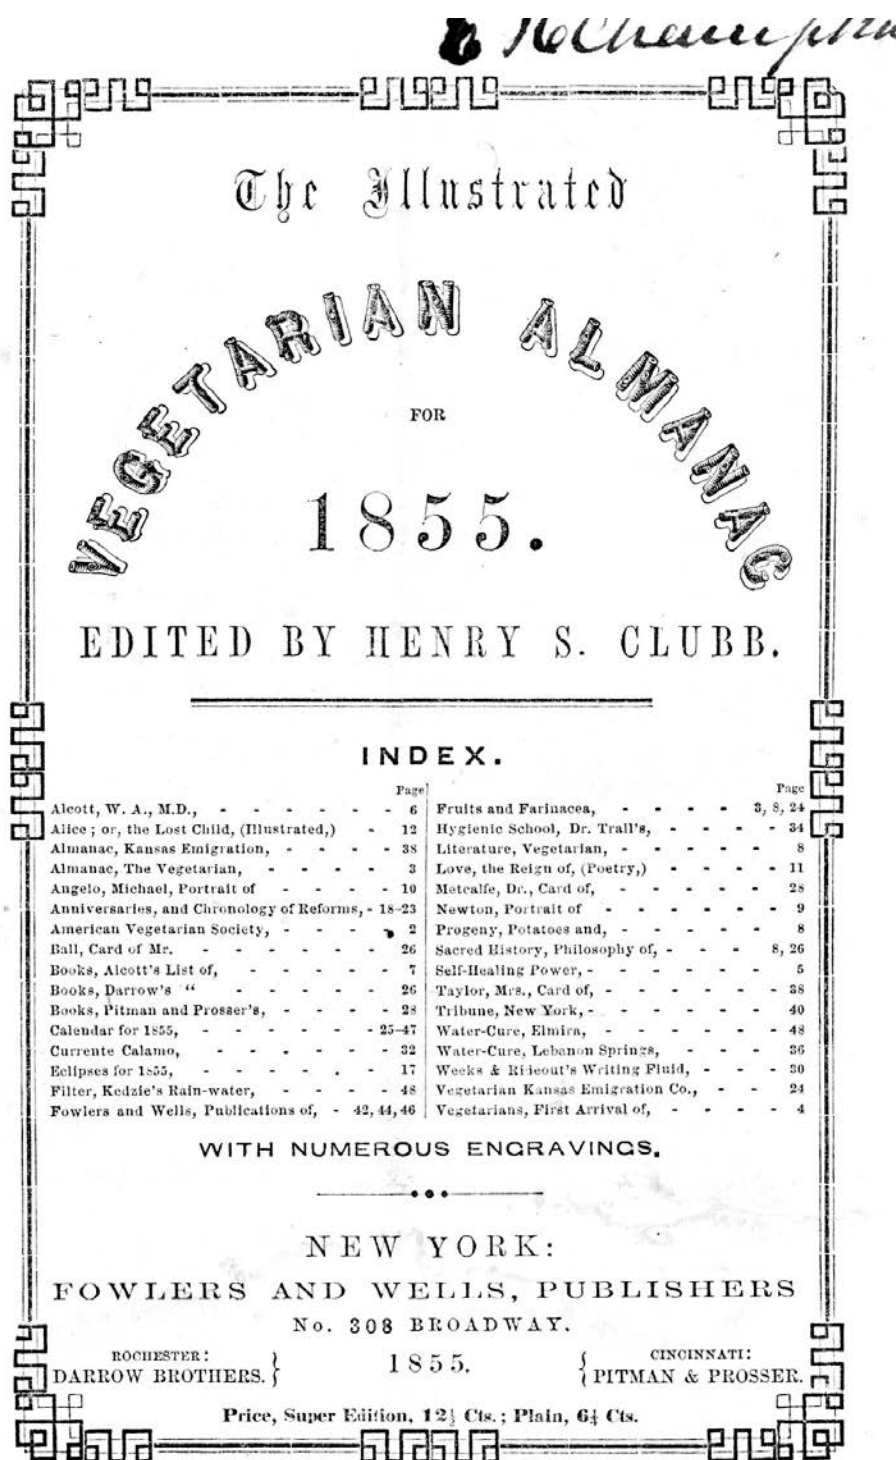 The Illustrated
VEGETARIAN ALMANAC
FOR
1855.
EDITED BY HENRY S. CLUBB.
INDEX.
Page
Alcott, W. A., M.D., - - - - - - 6
Alice ; or, the Lost Child, (Illustrated,) - 12
Almanac, Kansas Emigration, - - - - 38
Almanac, The Vegetarian, - - - - 3
Angelo, Michael, Portrait of - - - - 10
Anniversaries, and Chronology of Reforms, - 18-23
American Vegetarian Society, - - - - 2
Ball, Card of Mr. - - - - - - 26
Books, Alcott's List of, - - - - - 7
Books, Darrow's “ - - - - - 26
Books, Pitman and Prosser's, - - - - 28
Calendar for 1855, - - - - - - 25-47
Currente Calamo, - - - - - - 32
Eclipses for 1855, - - - - - - 17
Filter, Kedzie's Rain-water, - - - - 48
Fowlers and Wells, Publications of, - 42, 44, 46
Page
Fruits and Farinacea, - - - - 3, 8, 24
Hygienic School, Dr. Trall's, - - - - 34
Literature, Vegetarian, - - - - - - 8
Love, the Reign of, (Poetry,) - - - - 11
Metcalfe, Dr., Card of, - - - - - 28
Newton, Portrait of - - - - - - 9
Progeny, Potatoes and, - - - - - - 8
Sacred History, Philosophy of, - - - 8, 26
Self-Healing Power, - - - - - - 5
Taylor, Mrs., Card of, - - - - - - 38
Tribune, New York, - - - - - - 40
Water-Cure, Elmira, - - - - - - 48
Water-Cure, Lebanon Springs, - - - - 36
Weeks & Rideout's Writing Fluid, - - - - 30
Vegetarian Kansas Emigration Co., - - - 24
Vegetarians, First Arrival of, - - - - 4
WITH NUMEROUS ENGRAVINGS.
NEW YORK:
FOWLERS AND WELLS, PUBLISHERS
No. 308 BROADWAY.
ROCHESTER:
DARROW BROTHERS.
1855.
CINCINNATI:
PITMAN & PROSSER.
Price, Super Edition, 12½ Cts. ; Plain, 6¼ Cts.